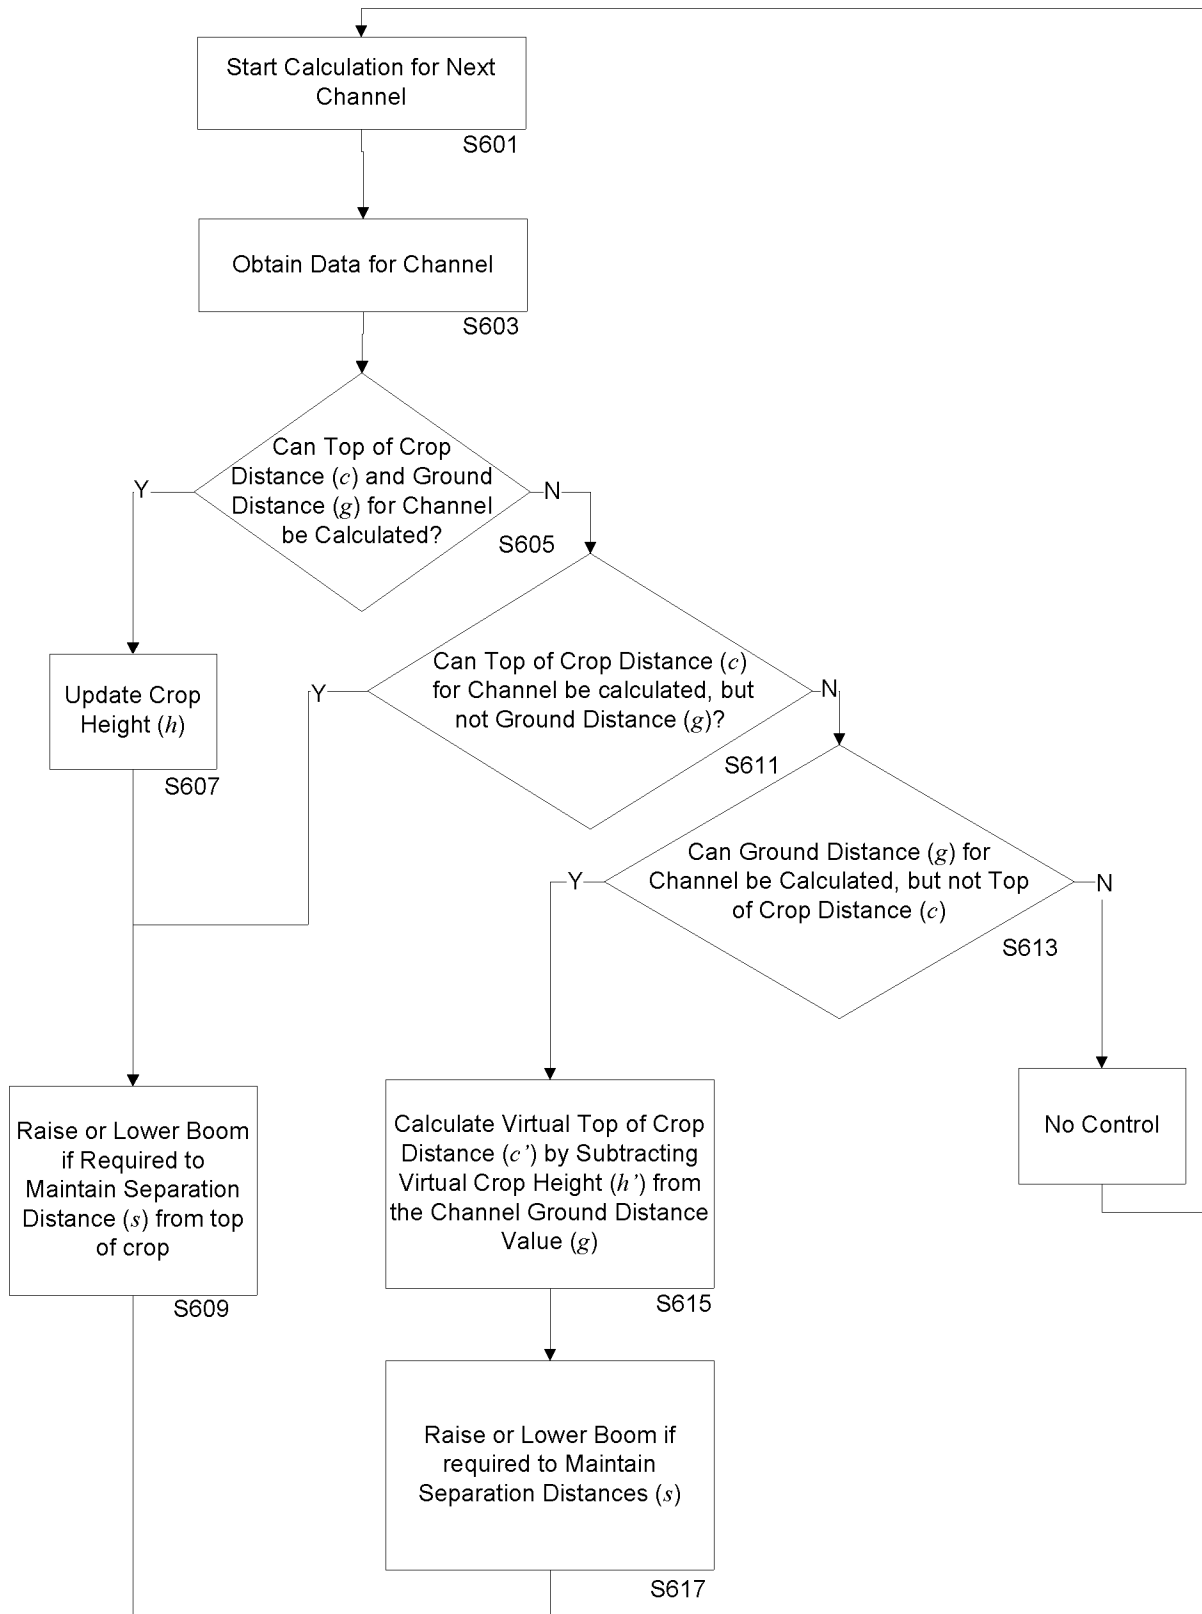 Start Calculation for Next
Channel
S601
Obtain Data for Channel
S603
Can Top of Crop
Distance (c) and Ground
Distance (g) for Channel
be Calculated?
Y
N
S605
Update Crop
Height (h)
S607
Can Top of Crop Distance (c)
for Channel be calculated, but
not Ground Distance (g)?
Y
N
S611
Can Ground Distance (g) for
Channel be Calculated, but not Top
of Crop Distance (c)
Y
N
S613
Raise or Lower Boom
if Required to
Maintain Separation
Distance (s) from top
of crop
S609
Calculate Virtual Top of Crop
Distance (c’) by Subtracting
Virtual Crop Height (h’) from
the Channel Ground Distance
Value (g)
S615
No Control
Raise or Lower Boom if
required to Maintain
Separation Distances (s)
S617